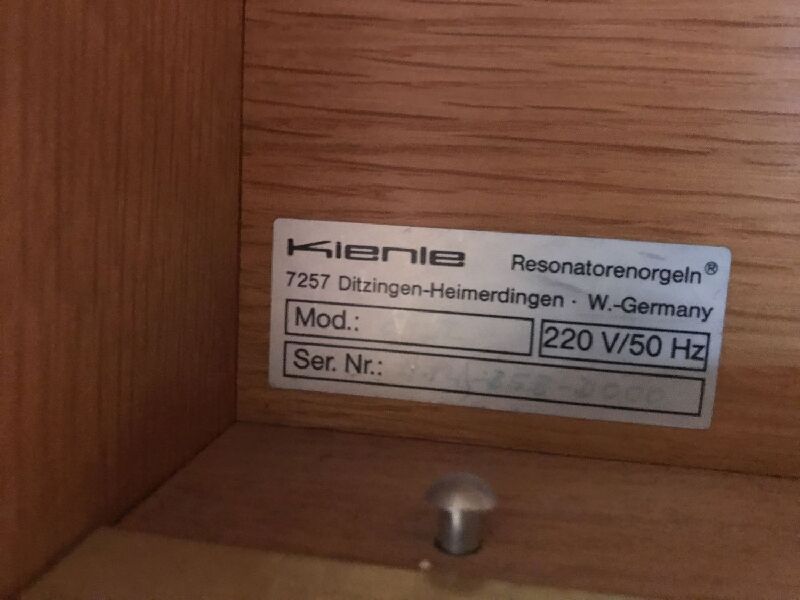 Kienle Resonatorenorgeln®
7257 Ditzingen-Heimerdingen · W.-Germany
Mod.: 220 V/50 Hz
Ser. Nr.: